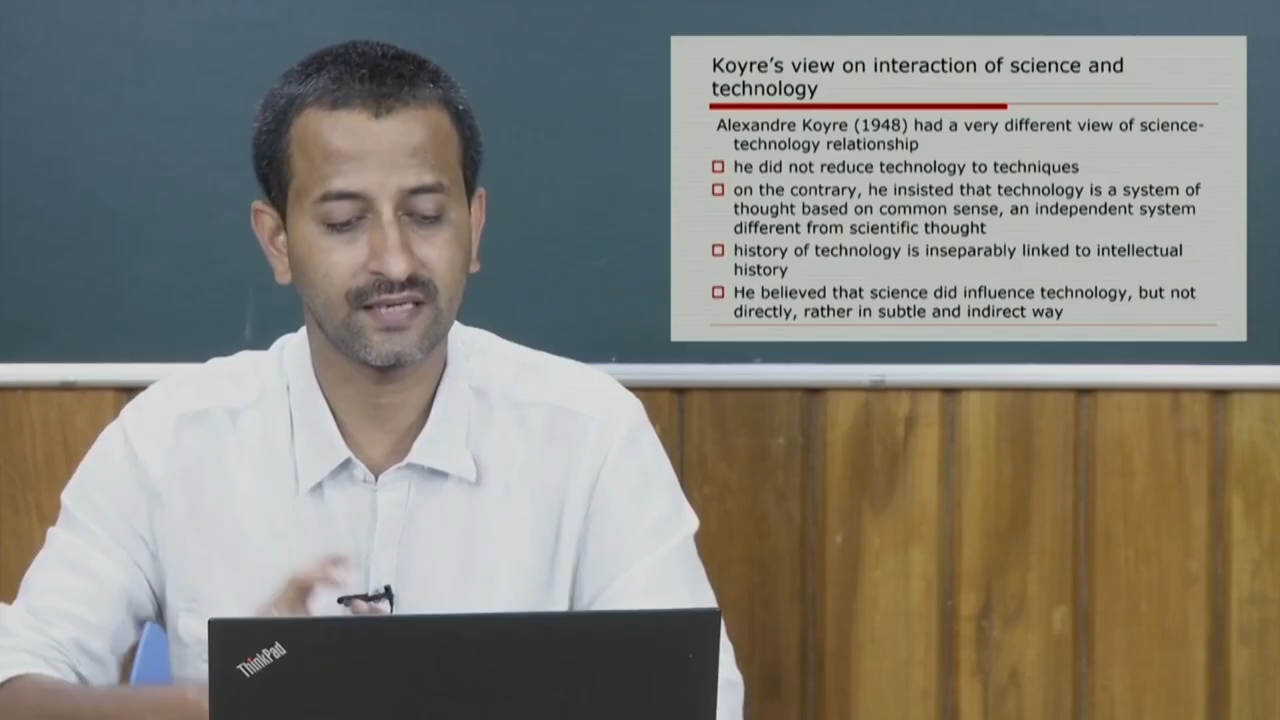 Koyre's view on interaction of science and
technology
Alexandre Koyre (1948) had a very different view of science-
technology relationship
he did not reduce technology to techniques
on the contrary, he insisted that technology is a system of
thought based on common sense, an independent system
different from scientific thought
history of technology is inseparably linked to intellectual
history
He believed that science did influence technology, but not
directly, rather in subtle and indirect way
ThinkPad